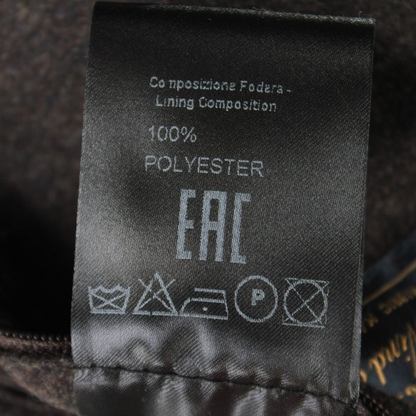 Composizione Fodera -
Lining Composition
100%
POLYESTER
EAC
P